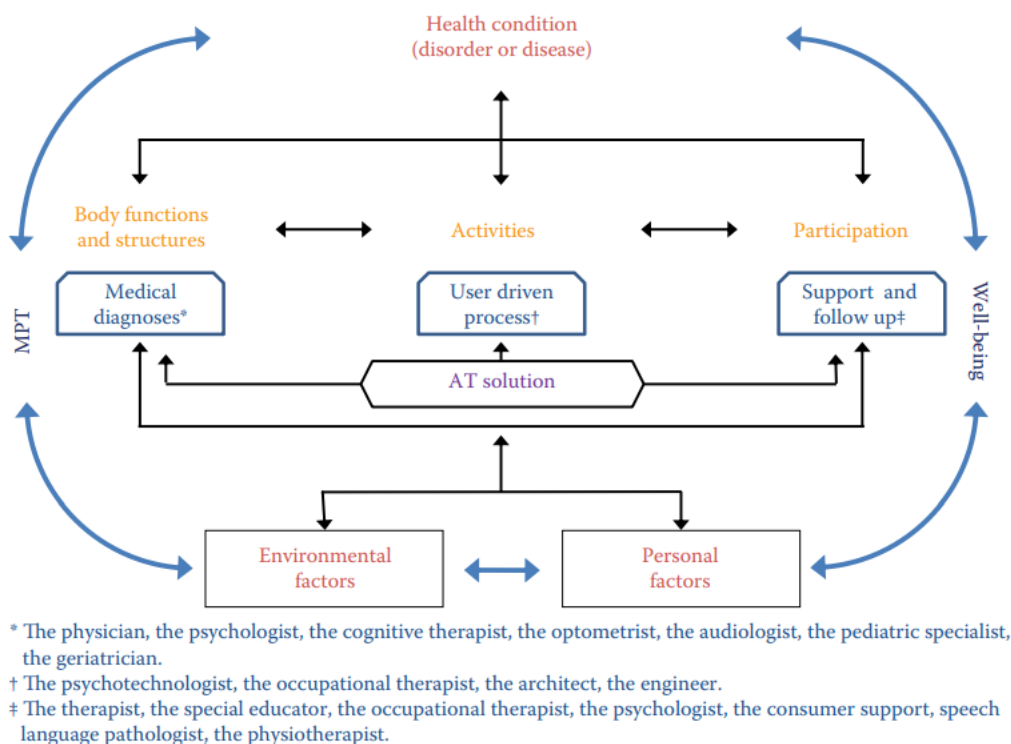 Health condition
(disorder or disease)
Body functions
and structures
Activities
Participation
Medical
diagnoses*
User driven
process†
Support and
follow up‡
MPT
Well-being
AT solution
Environmental
factors
Personal
factors
* The physician, the psychologist, the cognitive therapist, the optometrist, the audiologist, the pediatric specialist,
the geriatrician.
† The psychotechnologist, the occupational therapist, the architect, the engineer.
‡ The therapist, the special educator, the occupational therapist, the psychologist, the consumer support, speech
language pathologist, the physiotherapist.